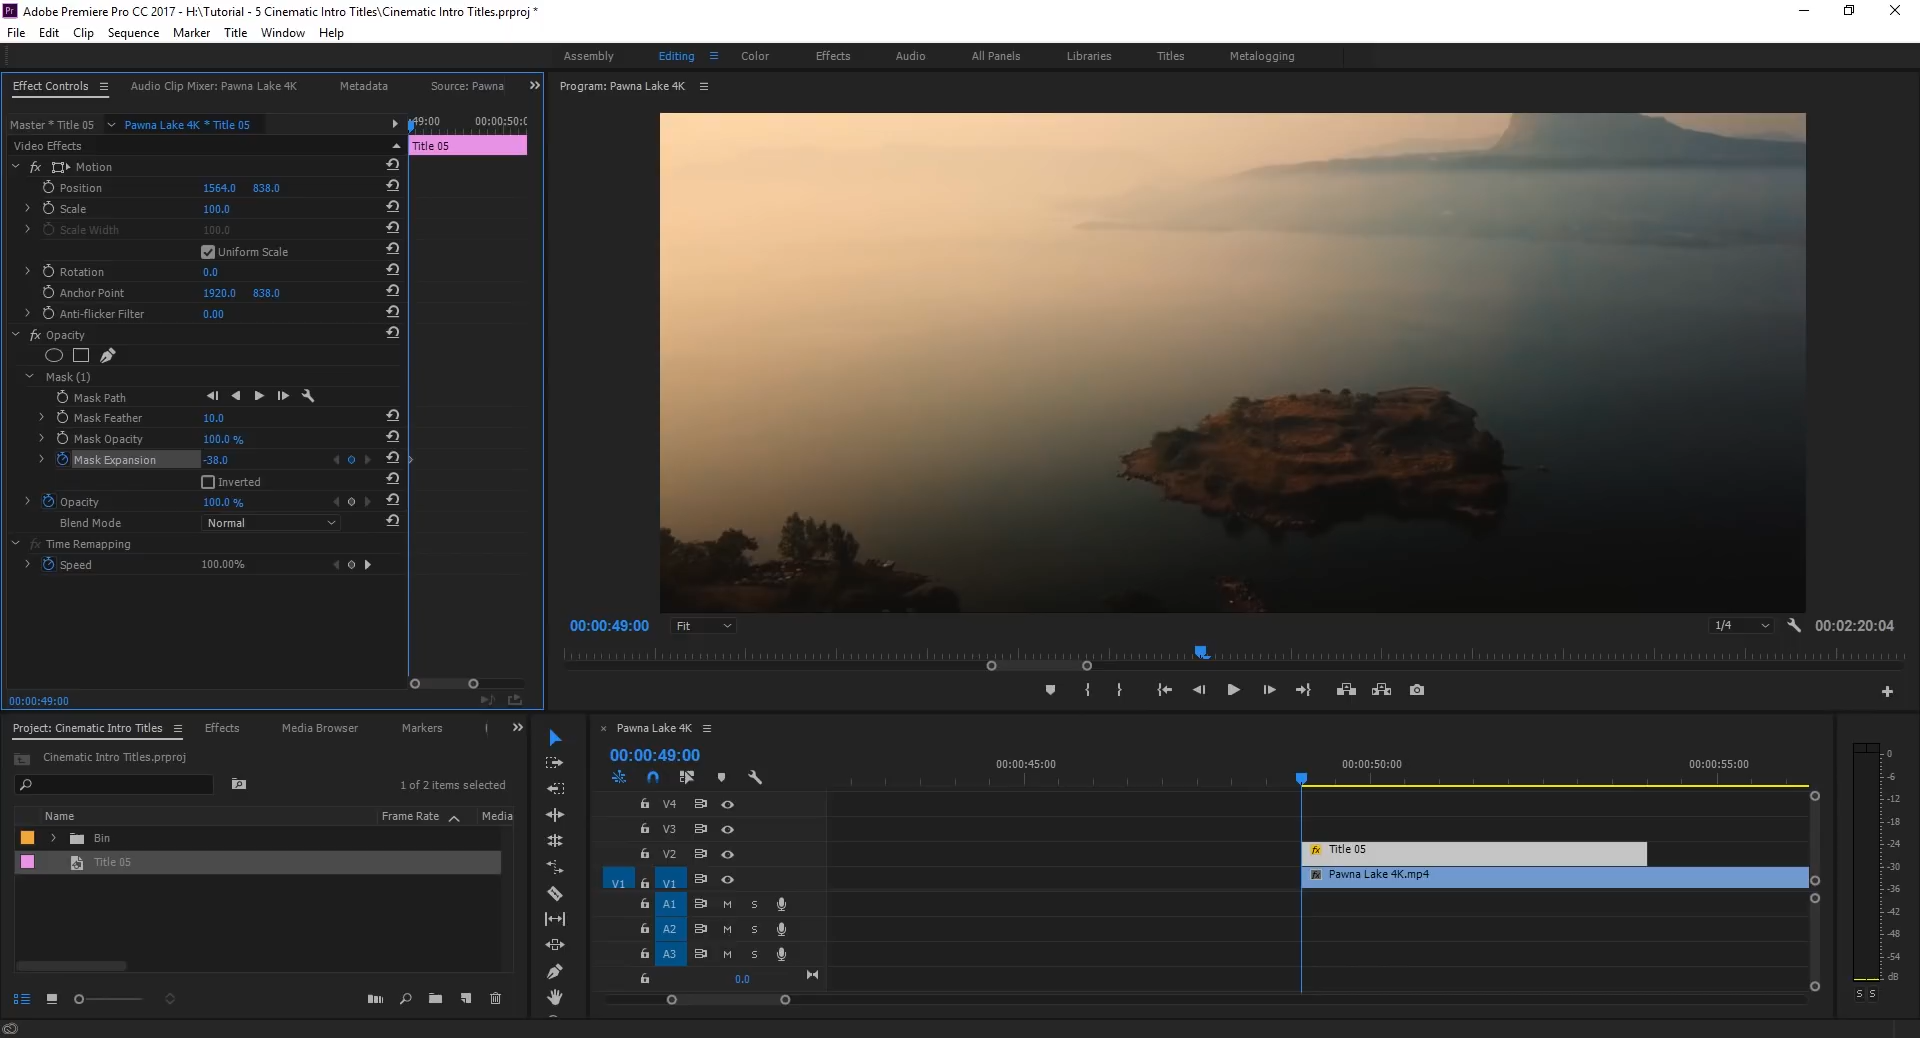 Pr Adobe Premiere Pro CC 2017 - H:\Tutorial - 5 Cinematic Intro Titles\Cinematic Intro Titles.prproj *
File Edit Clip Sequence Marker Title Window Help
Assembly Editing Color Effects Audio All Panels Libraries Titles Metalogging
Effect Controls Audio Clip Mixer: Pawna Lake 4K Metadata Source: Pawna
Program: Pawna Lake 4K
Master * Title 05 Pawna Lake 4K * Title 05 49:00 00:00:50:0
Video Effects Title 05
fx Motion
Position 1564.0 838.0
Scale 100.0
Scale Width 100.0
Uniform Scale
Rotation 0.0
Anchor Point 1920.0 838.0
Anti-flicker Filter 0.00
fx Opacity
Mask (1)
Mask Path
Mask Feather 10.0
Mask Opacity 100.0 %
Mask Expansion -38.0
Inverted
Opacity 100.0 %
Blend Mode Normal
fx Time Remapping
Speed 100.00%
00:00:49:00
00:00:49:00 Fit 1/4 00:02:20:04
Project: Cinematic Intro Titles Effects Media Browser Markers
Cinematic Intro Titles.prproj
1 of 2 items selected
Name Frame Rate Media
Bin
Title 05
Pawna Lake 4K
00:00:49:00
00:00:45:00 00:00:50:00 00:00:55:00
V4
V3
V2 fx Title 05
V1 V1 fx Pawna Lake 4K.mp4
A1 M S
A2 M S
A3 M S
0.0
0
-6
-12
-18
-24
-30
-36
-42
-48
-54
dB
S S